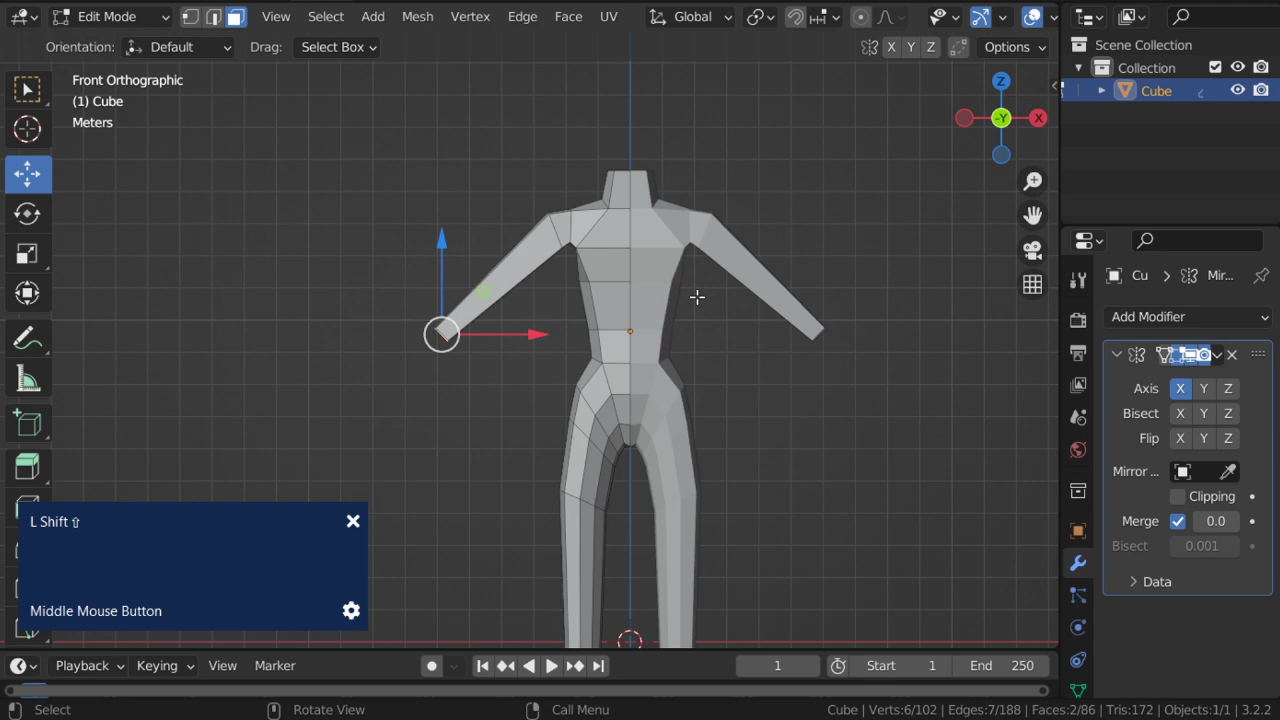 Edit Mode View Select Add Mesh Vertex Edge Face UV Global
Orientation: Default Drag: Select Box X Y Z Options
Front Orthographic
(1) Cube
Meters
Z
-Y
X
Scene Collection
Collection
Cube
Cu Mir...
Add Modifier
Axis X Y Z
Bisect X Y Z
Flip X Y Z
Mirror ...
Clipping
Merge 0.0
Bisect 0.001
Data
L Shift ⇧
Middle Mouse Button
Playback Keying View Marker 1 Start 1 End 250
Select Rotate View Call Menu Cube | Verts:6/102 | Edges:7/188 | Faces:2/86 | Tris:172 | Objects:1/1 | 3.2.2